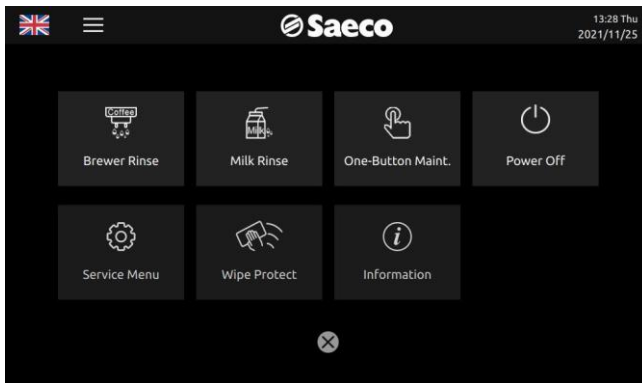 Saeco
13:28 Thu
2021/11/25
Coffee
Milk
Brewer Rinse
Milk Rinse
One-Button Maint.
Power Off
Service Menu
Wipe Protect
Information